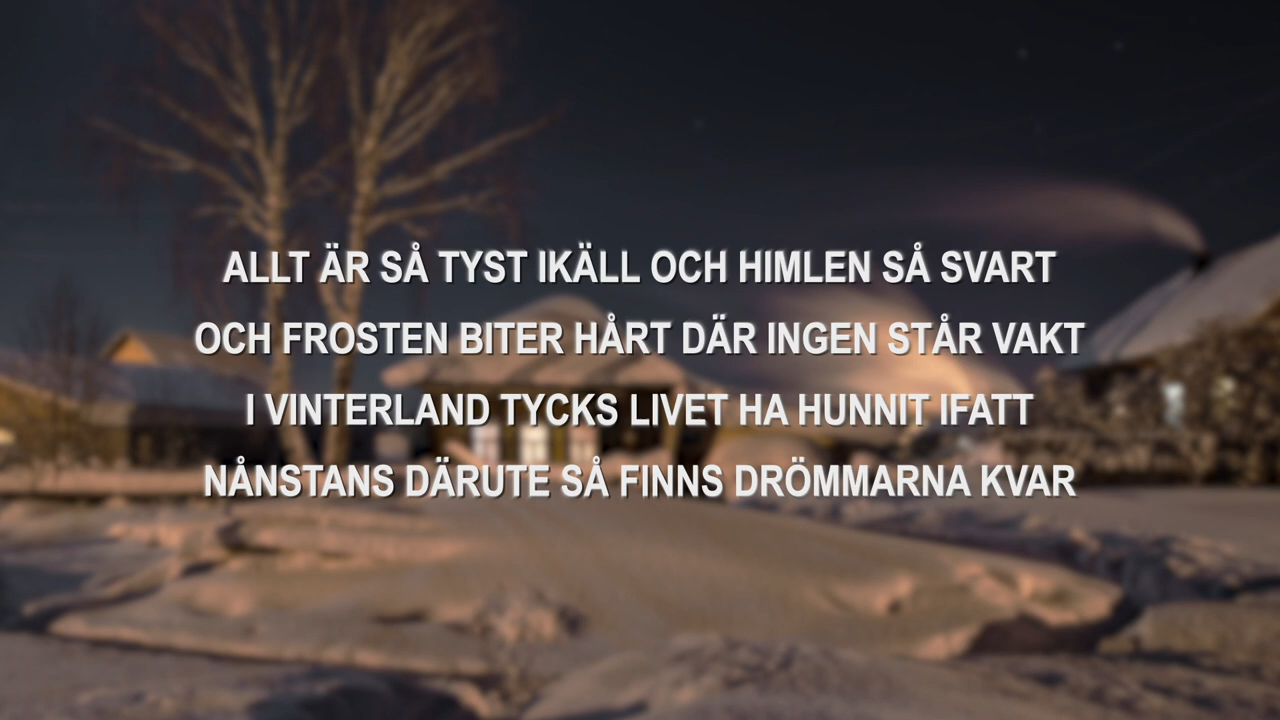 ALLT ÄR SÅ TYST IKÄLL OCH HIMLEN SÅ SVART
OCH FROSTEN BITER HÅRT DÄR INGEN STÅR VAKT
I VINTERLAND TYCKS LIVET HA HUNNIT IFATT
NÅNSTANS DÄRUTE SÅ FINNS DRÖMMARNA KVAR